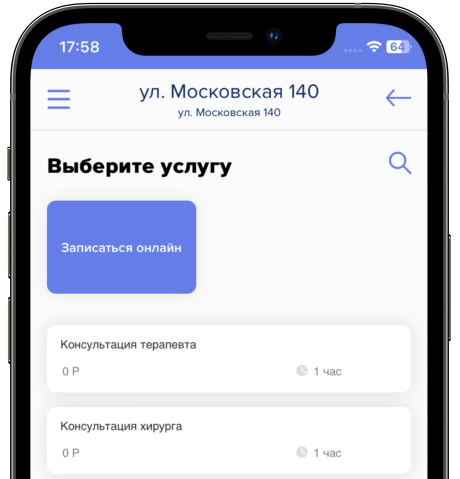 17:58
64
ул. Московская 140
ул. Московская 140
Выберите услугу
Записаться онлайн
Консультация терапевта
0 Р
1 час
Консультация хирурга
0 Р
1 час